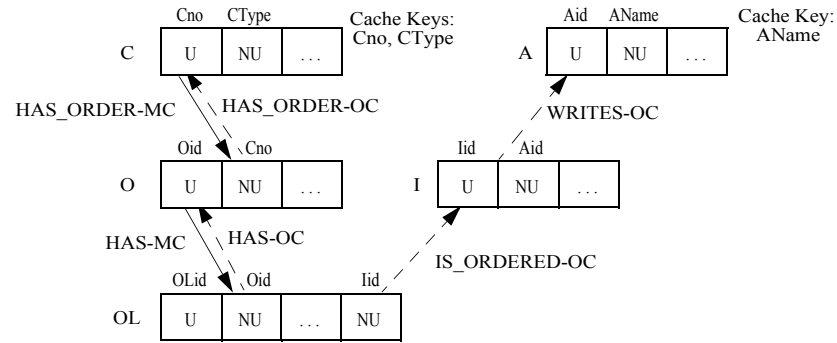 Cno CType
Cache Keys:
Cno, CType
C U NU . . .
Aid AName
Cache Key:
AName
A U NU . . .
HAS_ORDER-MC
HAS_ORDER-OC
WRITES-OC
Oid Cno
O U NU . . .
Iid Aid
I U NU . . .
HAS-MC
HAS-OC
IS_ORDERED-OC
OLid Oid Iid
OL U NU . . . NU